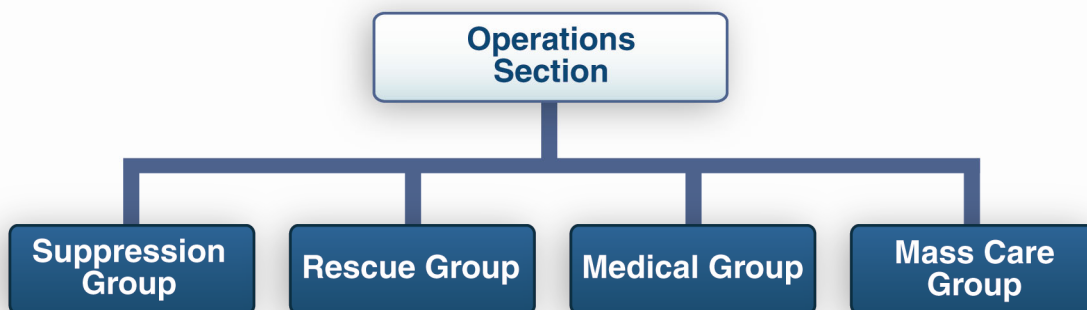 Operations
Section
Suppression
Group
Rescue Group
Medical Group
Mass Care
Group